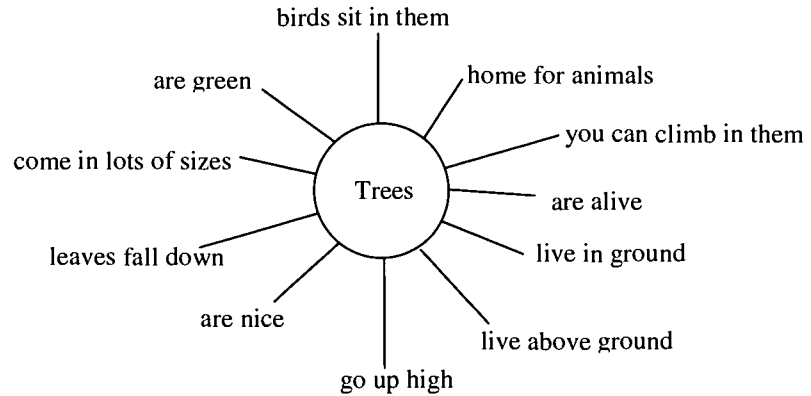 birds sit in them
home for animals
are green
you can climb in them
come in lots of sizes
Trees
are alive
live in ground
leaves fall down
are nice
live above ground
go up high